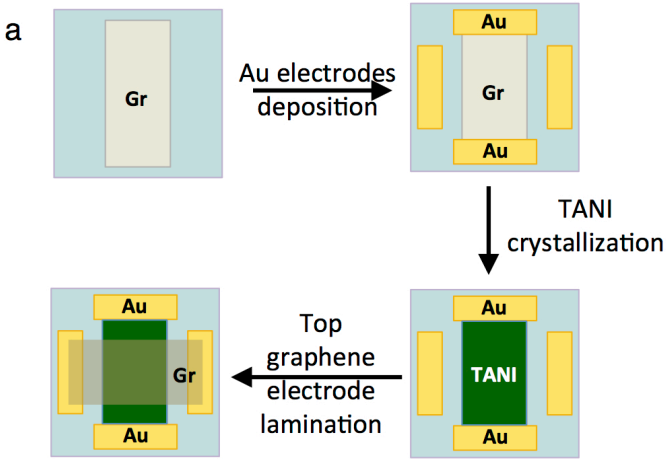 a
Gr
Au electrodes
deposition
Au
Gr
Au
TANI
crystallization
Au
TANI
Au
Top
graphene
electrode
lamination
Au
Gr
Au